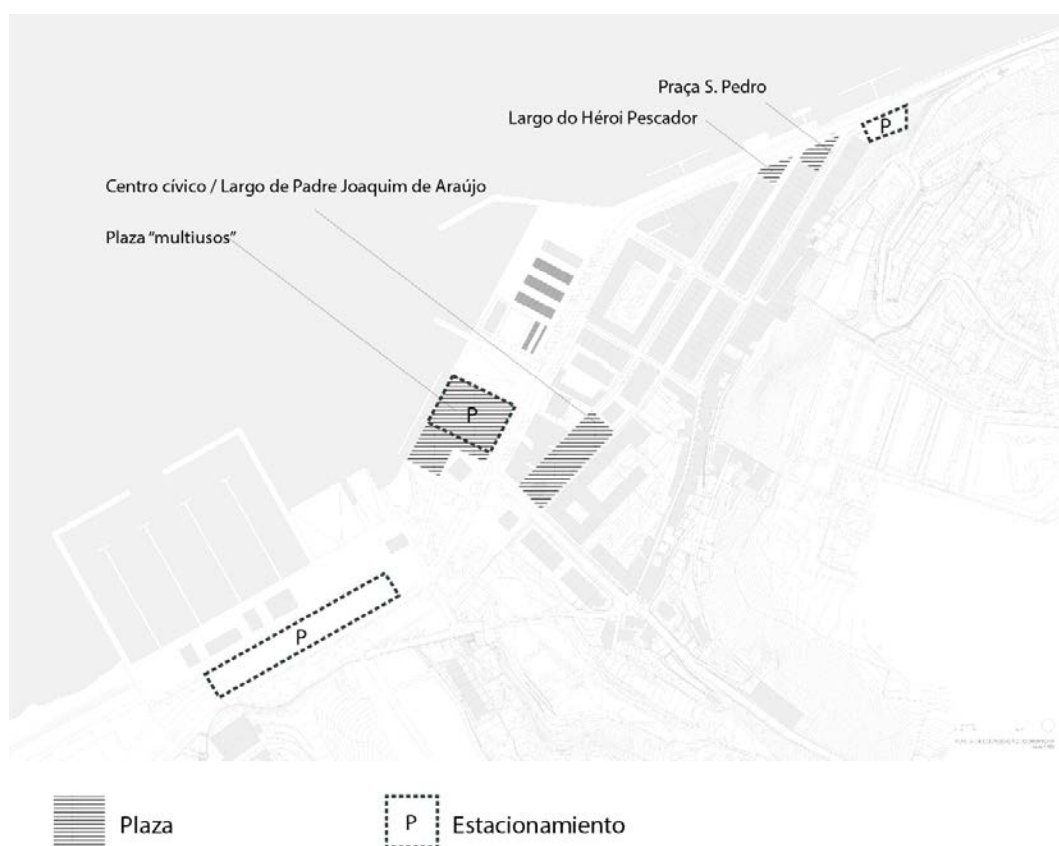 Praça S. Pedro
Largo do Héroi Pescador
P
Centro cívico / Largo de Padre Joaquim de Araújo
Plaza "multiusos"
P
P
Plaza
P
Estacionamiento